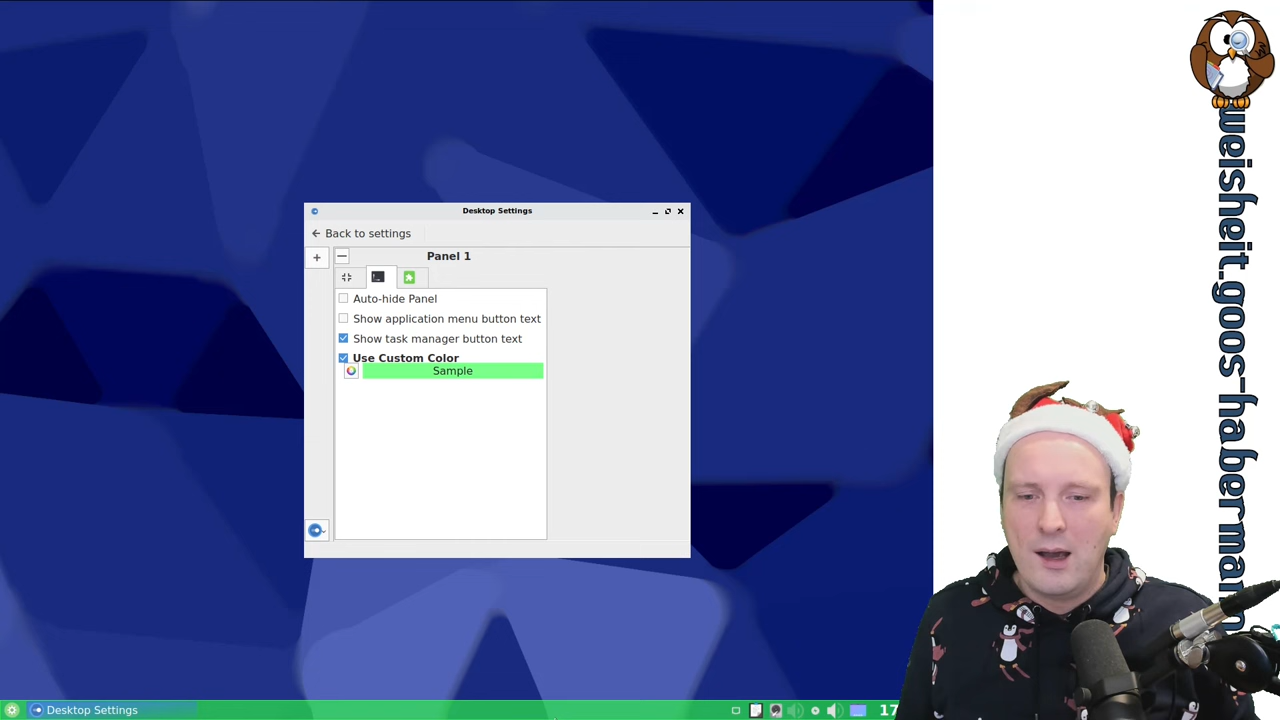 Desktop Settings
Back to settings
Panel 1
Auto-hide Panel
Show application menu button text
Show task manager button text
Use Custom Color
Sample
Desktop Settings
17
weisheit.goos-haberman